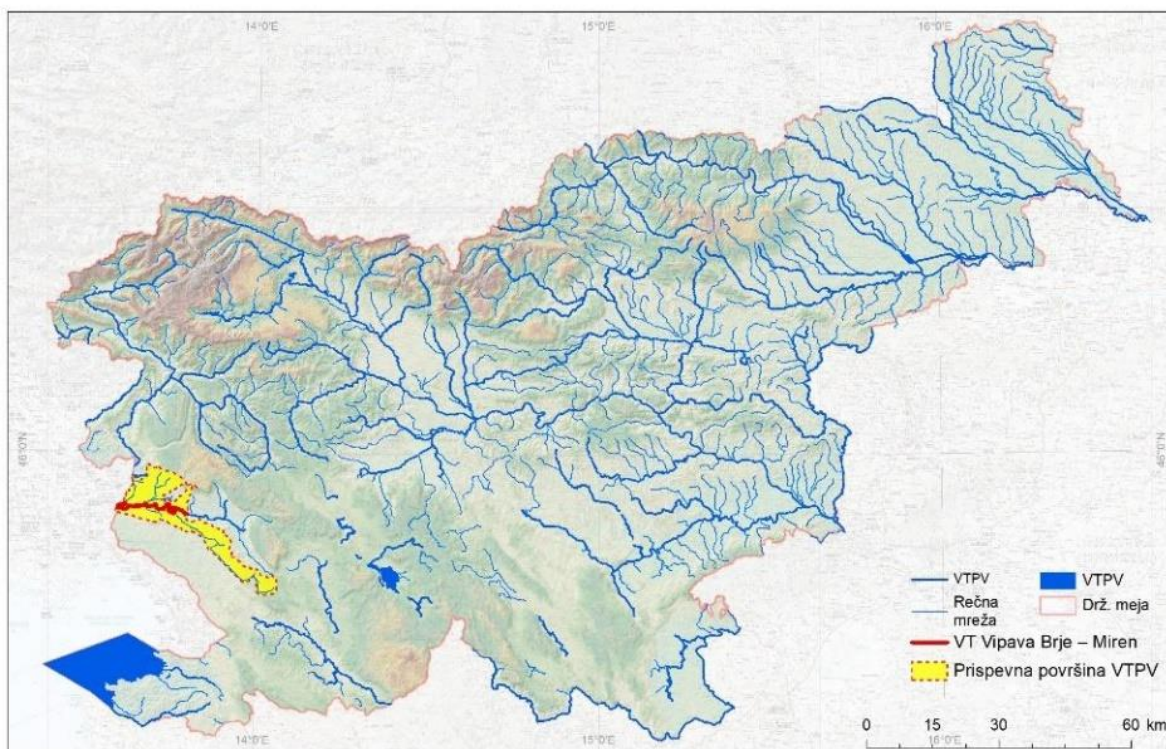 14°0'E 15°0'E 16°0'E
46°0'N 46°0'N
VTPV VTPV
Rečna mreža Drž. meja
VT Vipava Brje – Miren
Prispevna površina VTPV
14°0'E 15°0'E 16°0'E
0 15 30 60 km